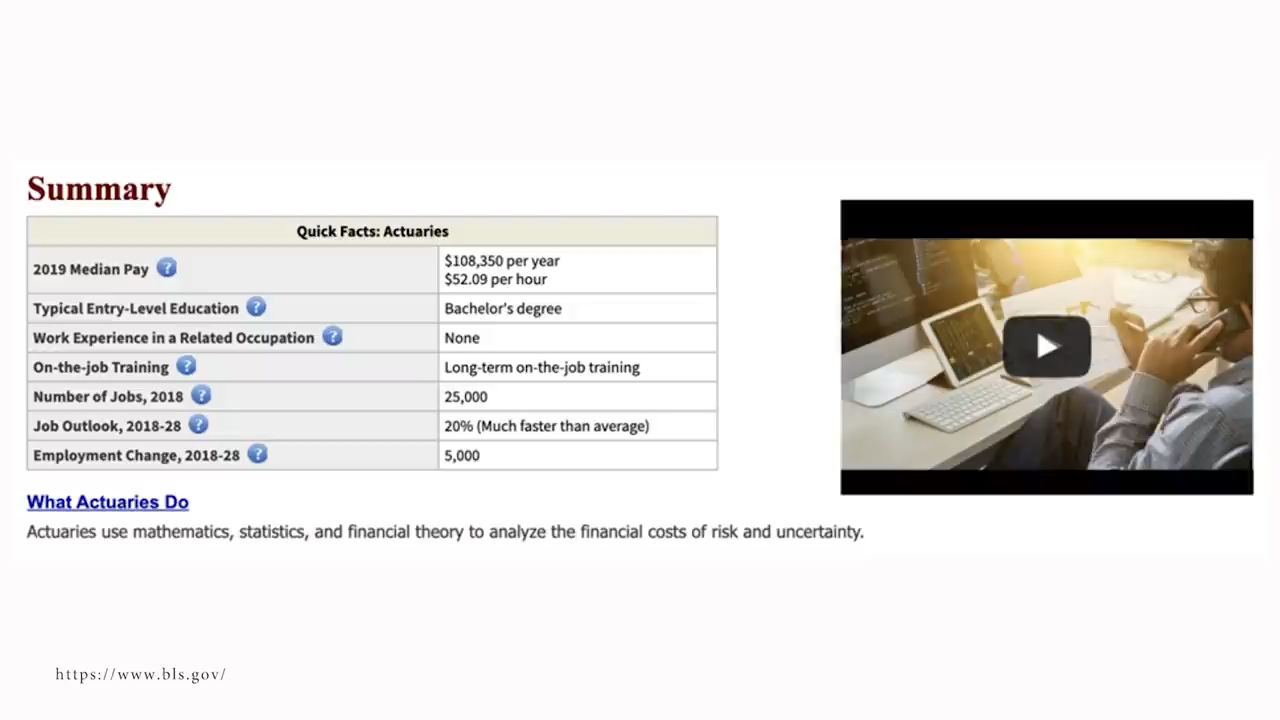 Summary
Quick Facts: Actuaries
2019 Median Pay
$108,350 per year
$52.09 per hour
Typical Entry-Level Education
Bachelor's degree
Work Experience in a Related Occupation
None
On-the-job Training
Long-term on-the-job training
Number of Jobs, 2018
25,000
Job Outlook, 2018-28
20% (Much faster than average)
Employment Change, 2018-28
5,000
What Actuaries Do
Actuaries use mathematics, statistics, and financial theory to analyze the financial costs of risk and uncertainty.
https://www.bls.gov/